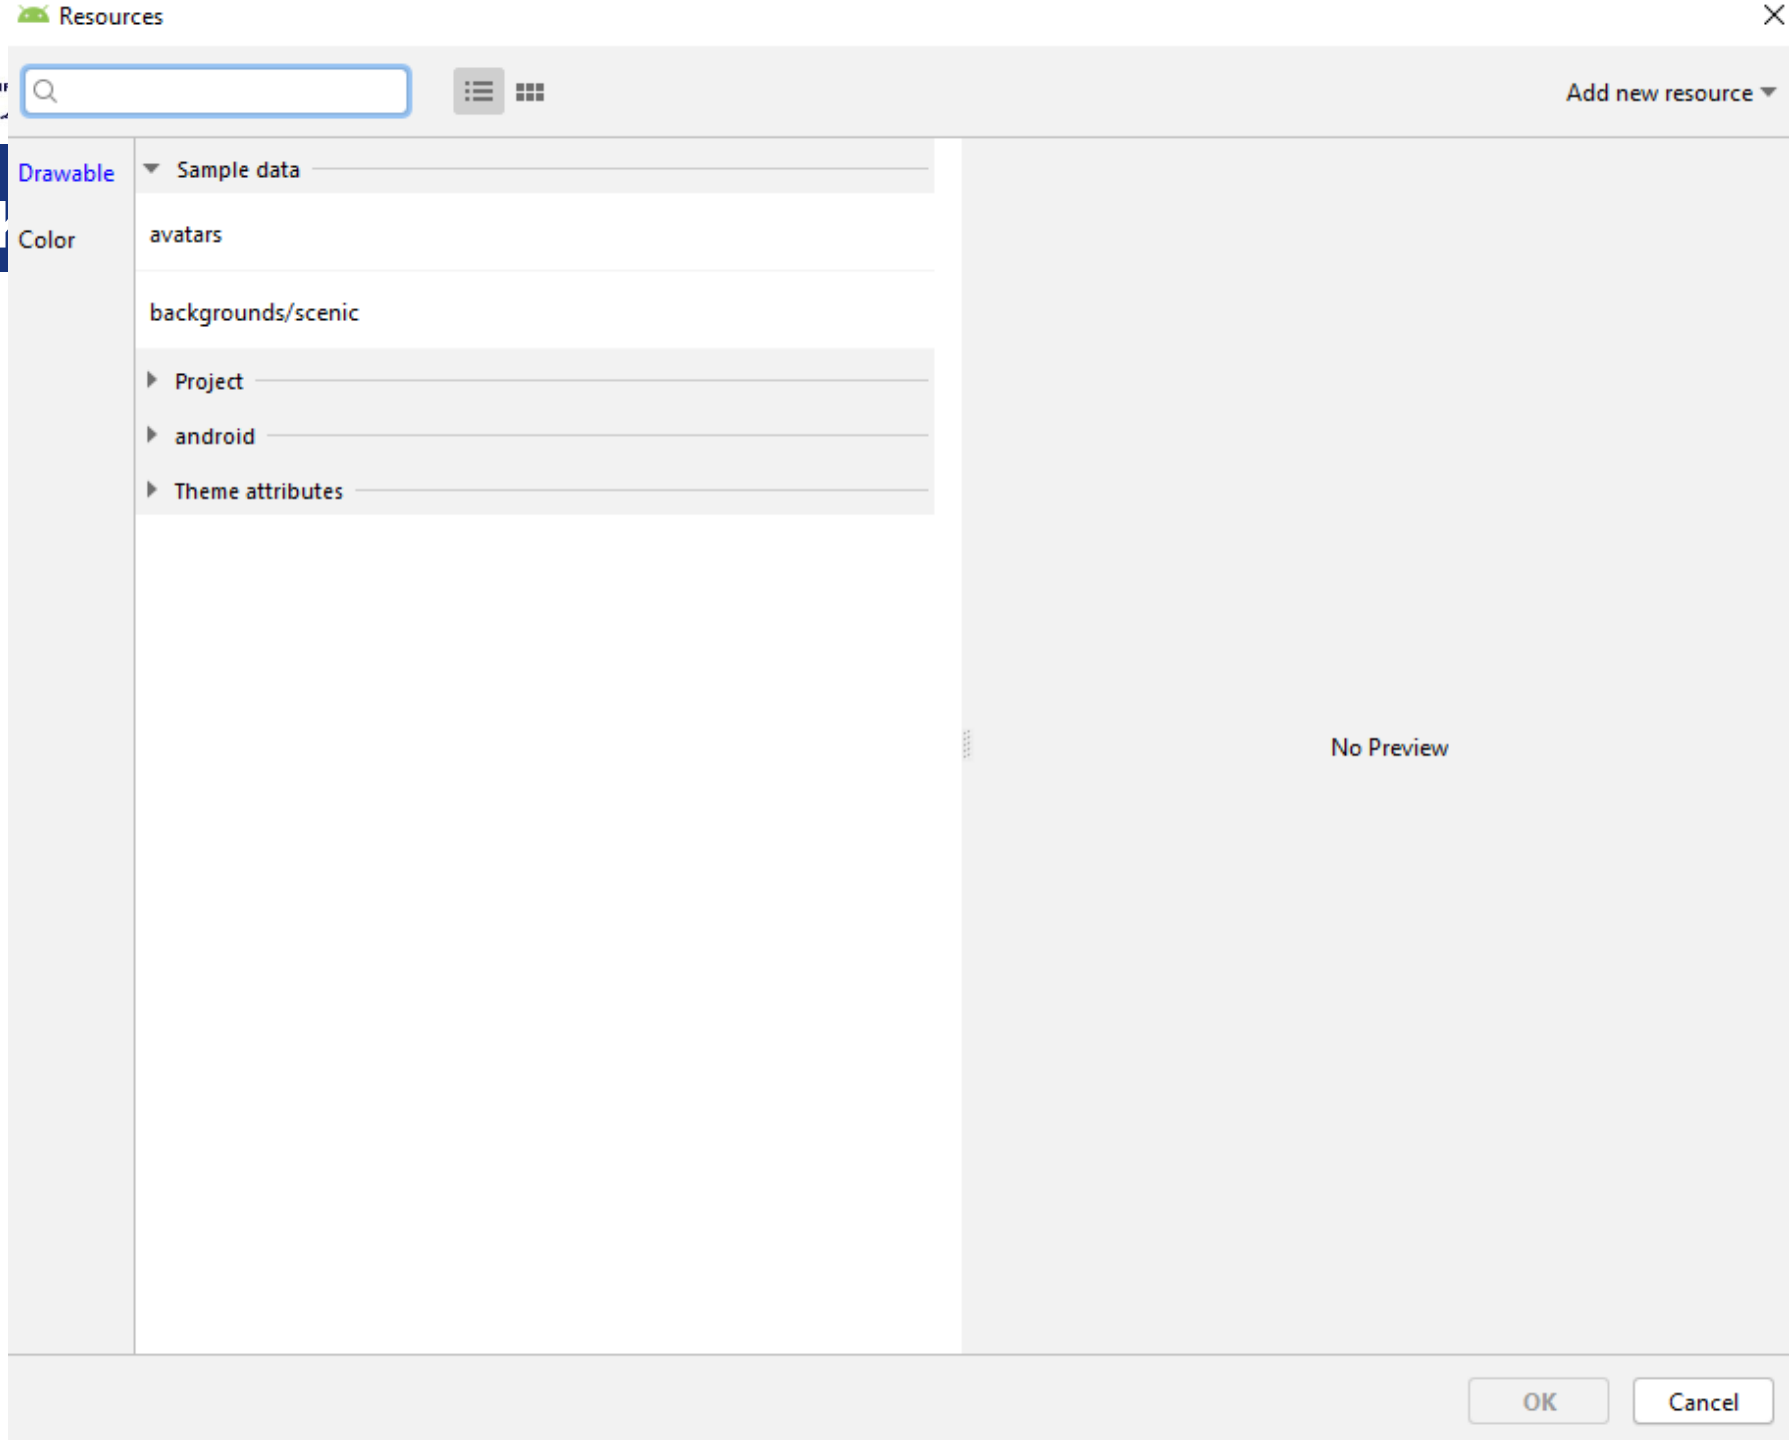 Resources
Add new resource
Drawable
Color
Sample data
avatars
backgrounds/scenic
Project
android
Theme attributes
No Preview
OK
Cancel